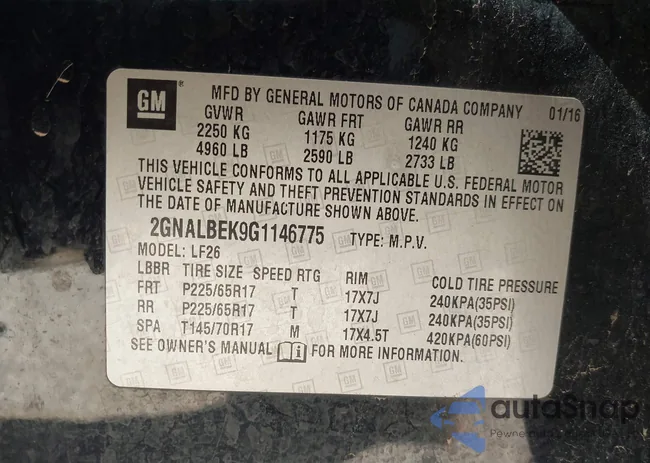 GM
MFD BY GENERAL MOTORS OF CANADA COMPANY 01/16
GVWR GAWR FRT GAWR RR
2250 KG 1175 KG 1240 KG
4960 LB 2590 LB 2733 LB
THIS VEHICLE CONFORMS TO ALL APPLICABLE U.S. FEDERAL MOTOR
VEHICLE SAFETY AND THEFT PREVENTION STANDARDS IN EFFECT ON
THE DATE OF MANUFACTURE SHOWN ABOVE.
2GNALBEK9G1146775 TYPE: M.P.V.
MODEL: LF26
LBBR TIRE SIZE SPEED RTG RIM COLD TIRE PRESSURE
FRT P225/65R17 T 17X7J 240KPA(35PSI)
RR P225/65R17 T 17X7J 240KPA(35PSI)
SPA T145/70R17 M 17X4.5T 420KPA(60PSI)
SEE OWNER'S MANUAL FOR MORE INFORMATION.
autoSnap